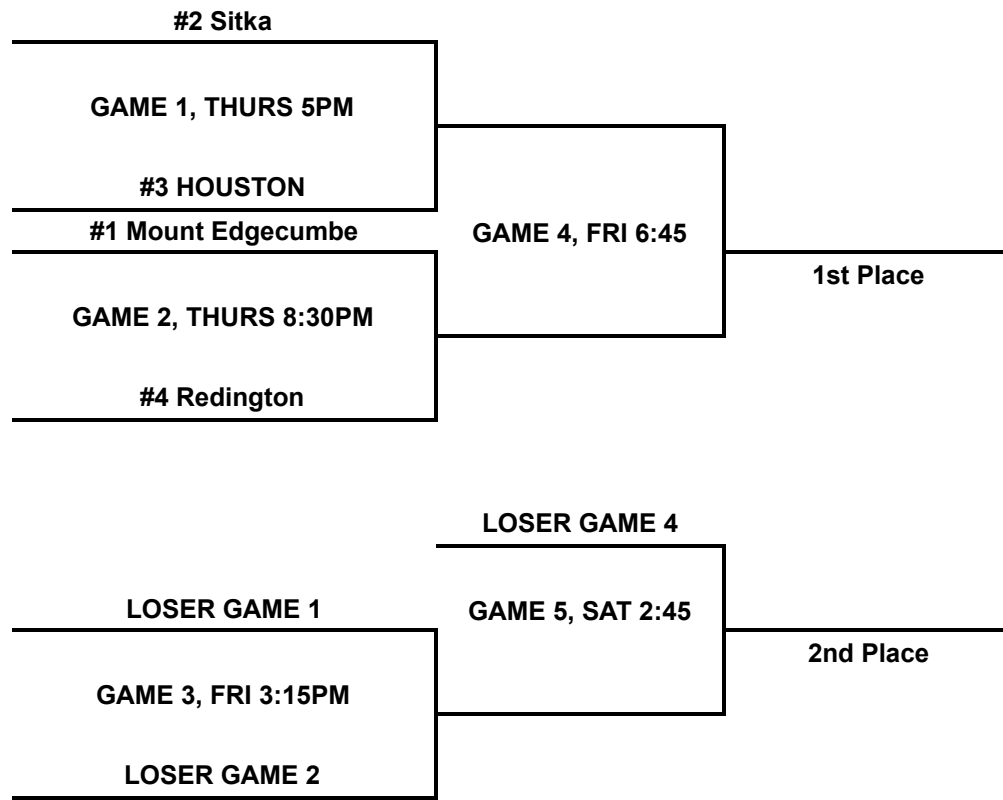 #2 Sitka
GAME 1, THURS 5PM
#3 HOUSTON
#1 Mount Edgecumbe
GAME 4, FRI 6:45
1st Place
GAME 2, THURS 8:30PM
#4 Redington
LOSER GAME 4
LOSER GAME 1
GAME 5, SAT 2:45
2nd Place
GAME 3, FRI 3:15PM
LOSER GAME 2